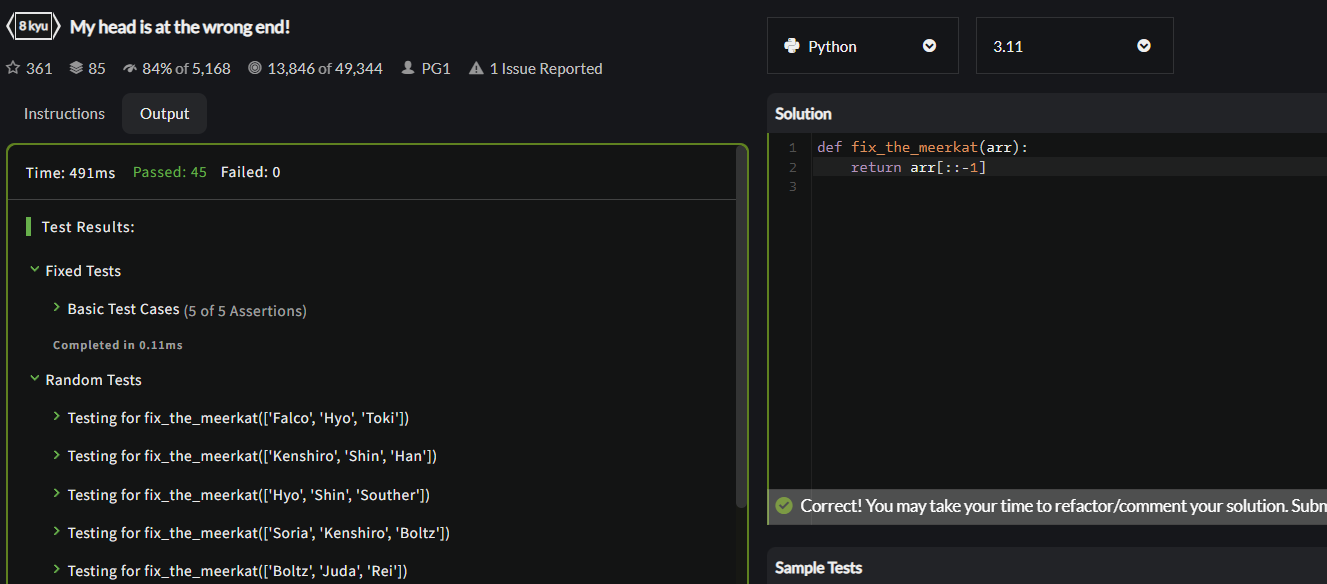 8 kyu My head is at the wrong end!
361 85 84% of 5,168 13,846 of 49,344 PG1 1 Issue Reported
Instructions Output
Time: 491ms Passed: 45 Failed: 0
Test Results:
Fixed Tests
Basic Test Cases (5 of 5 Assertions)
Completed in 0.11ms
Random Tests
Testing for fix_the_meerkat(['Falco', 'Hyo', 'Toki'])
Testing for fix_the_meerkat(['Kenshiro', 'Shin', 'Han'])
Testing for fix_the_meerkat(['Hyo', 'Shin', 'Souther'])
Testing for fix_the_meerkat(['Soria', 'Kenshiro', 'Boltz'])
Testing for fix_the_meerkat(['Boltz', 'Juda', 'Rei'])
Python 3.11
Solution
1 def fix_the_meerkat(arr):
2     return arr[::-1]
3
Correct! You may take your time to refactor/comment your solution. Subm
Sample Tests